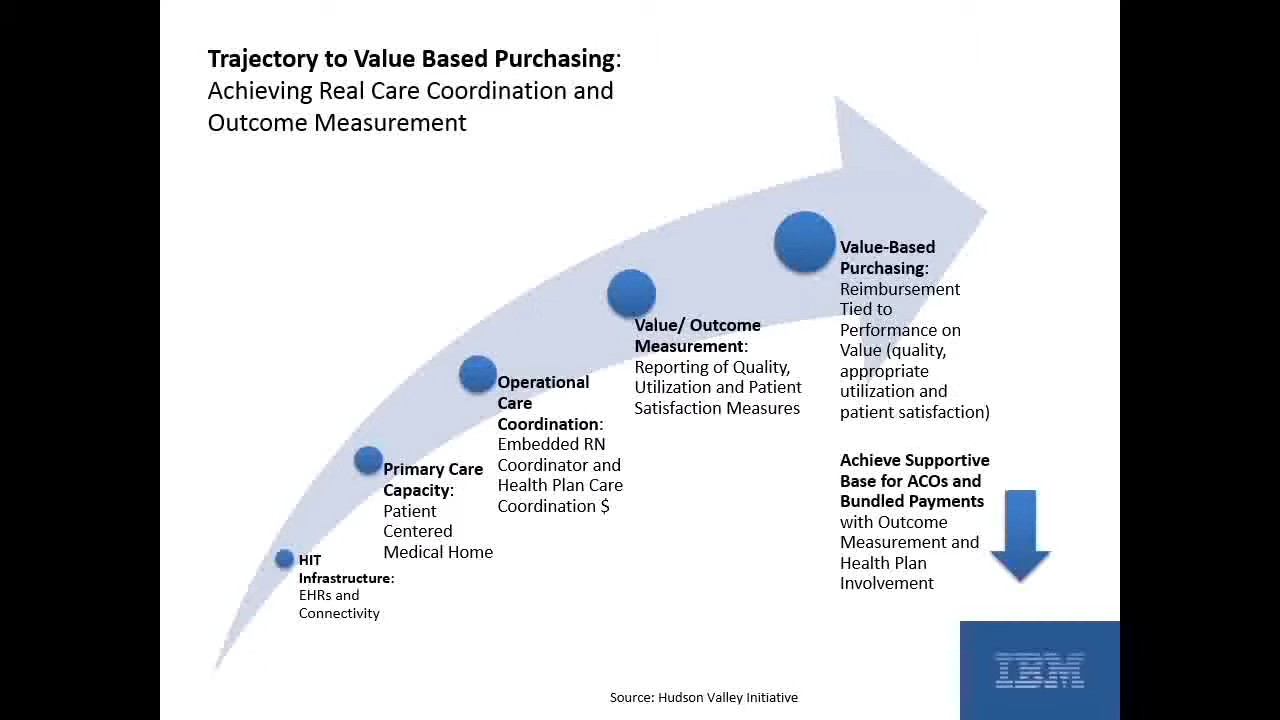 Trajectory to Value Based Purchasing:
Achieving Real Care Coordination and
Outcome Measurement
HIT
Infrastructure:
EHRs and
Connectivity
Primary Care
Capacity:
Patient
Centered
Medical Home
Operational
Care
Coordination:
Embedded RN
Coordinator and
Health Plan Care
Coordination $
Value/ Outcome
Measurement:
Reporting of Quality,
Utilization and Patient
Satisfaction Measures
Value-Based
Purchasing:
Reimbursement
Tied to
Performance on
Value (quality,
appropriate
utilization and
patient satisfaction)
Achieve Supportive
Base for ACOs and
Bundled Payments
with Outcome
Measurement and
Health Plan
Involvement
IBM
Source: Hudson Valley Initiative